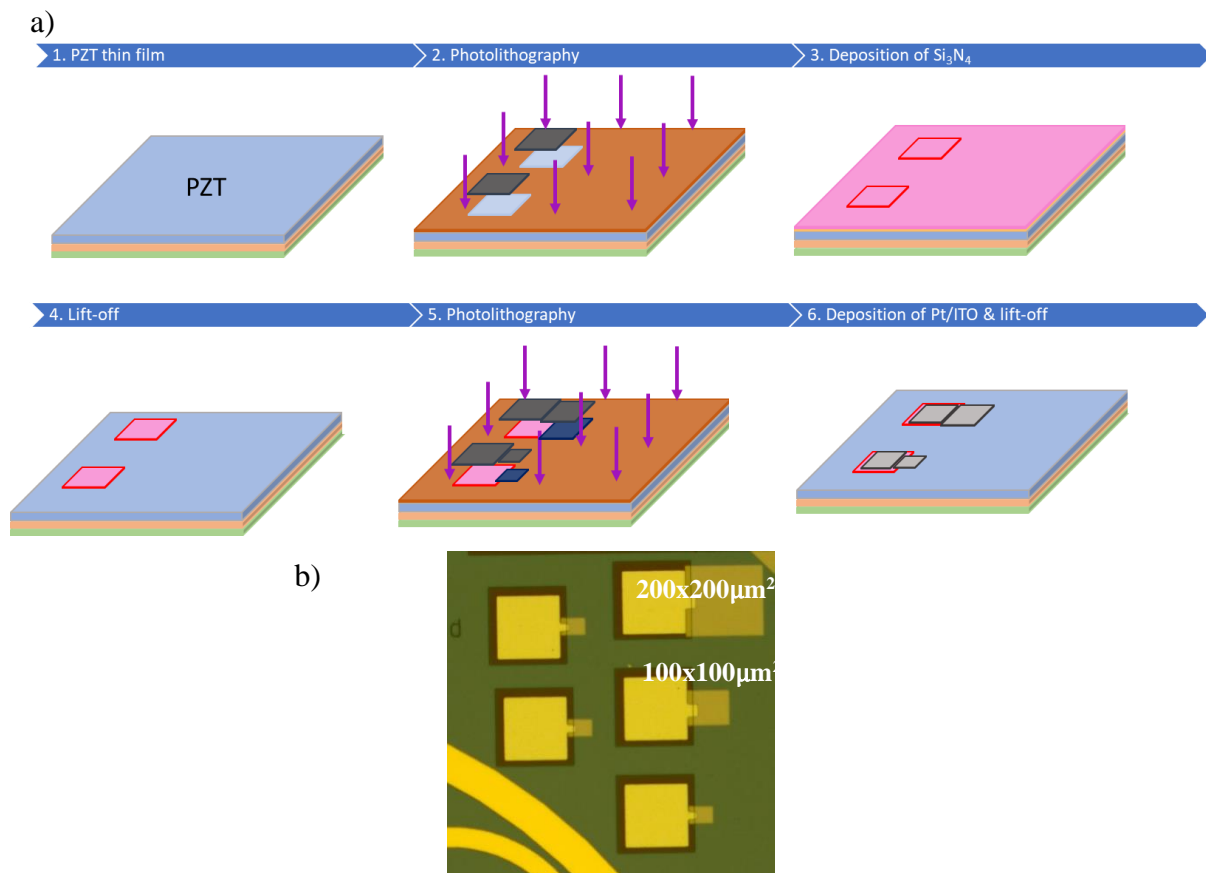 a)
1. PZT thin film
2. Photolithography
3. Deposition of Si₃N₄
PZT
4. Lift-off
5. Photolithography
6. Deposition of Pt/ITO & lift-off
b)
200x200μm²
p
100x100μm²